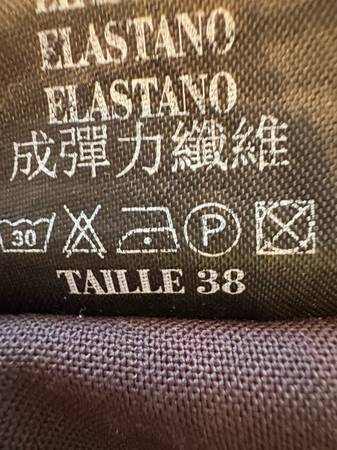 ELASTANO
ELASTANO
成彈力纖維
30 P
TAILLE 38